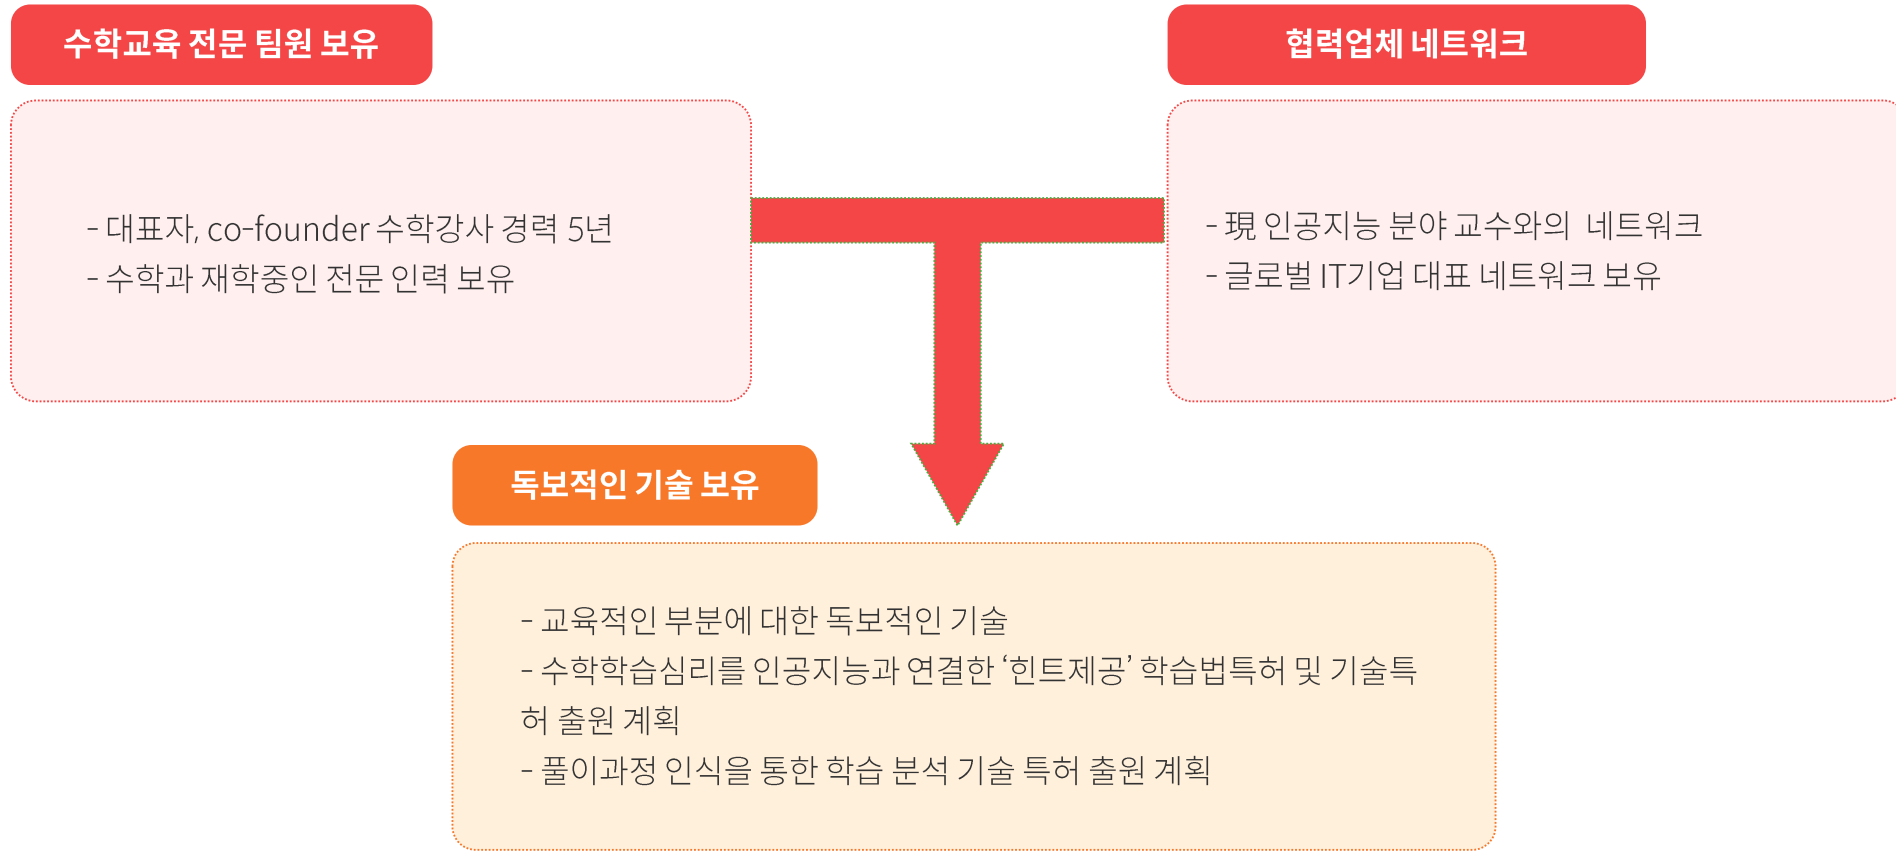 수학교육 전문 팀원 보유
- 대표자, co-founder 수학강사 경력 5년
- 수학과 재학중인 전문 인력 보유
협력업체 네트워크
- 現 인공지능 분야 교수와의 네트워크
- 글로벌 IT기업 대표 네트워크 보유
독보적인 기술 보유
- 교육적인 부분에 대한 독보적인 기술
- 수학학습심리를 인공지능과 연결한 ‘힌트제공’ 학습법특허 및 기술특
허 출원 계획
- 풀이과정 인식을 통한 학습 분석 기술 특허 출원 계획